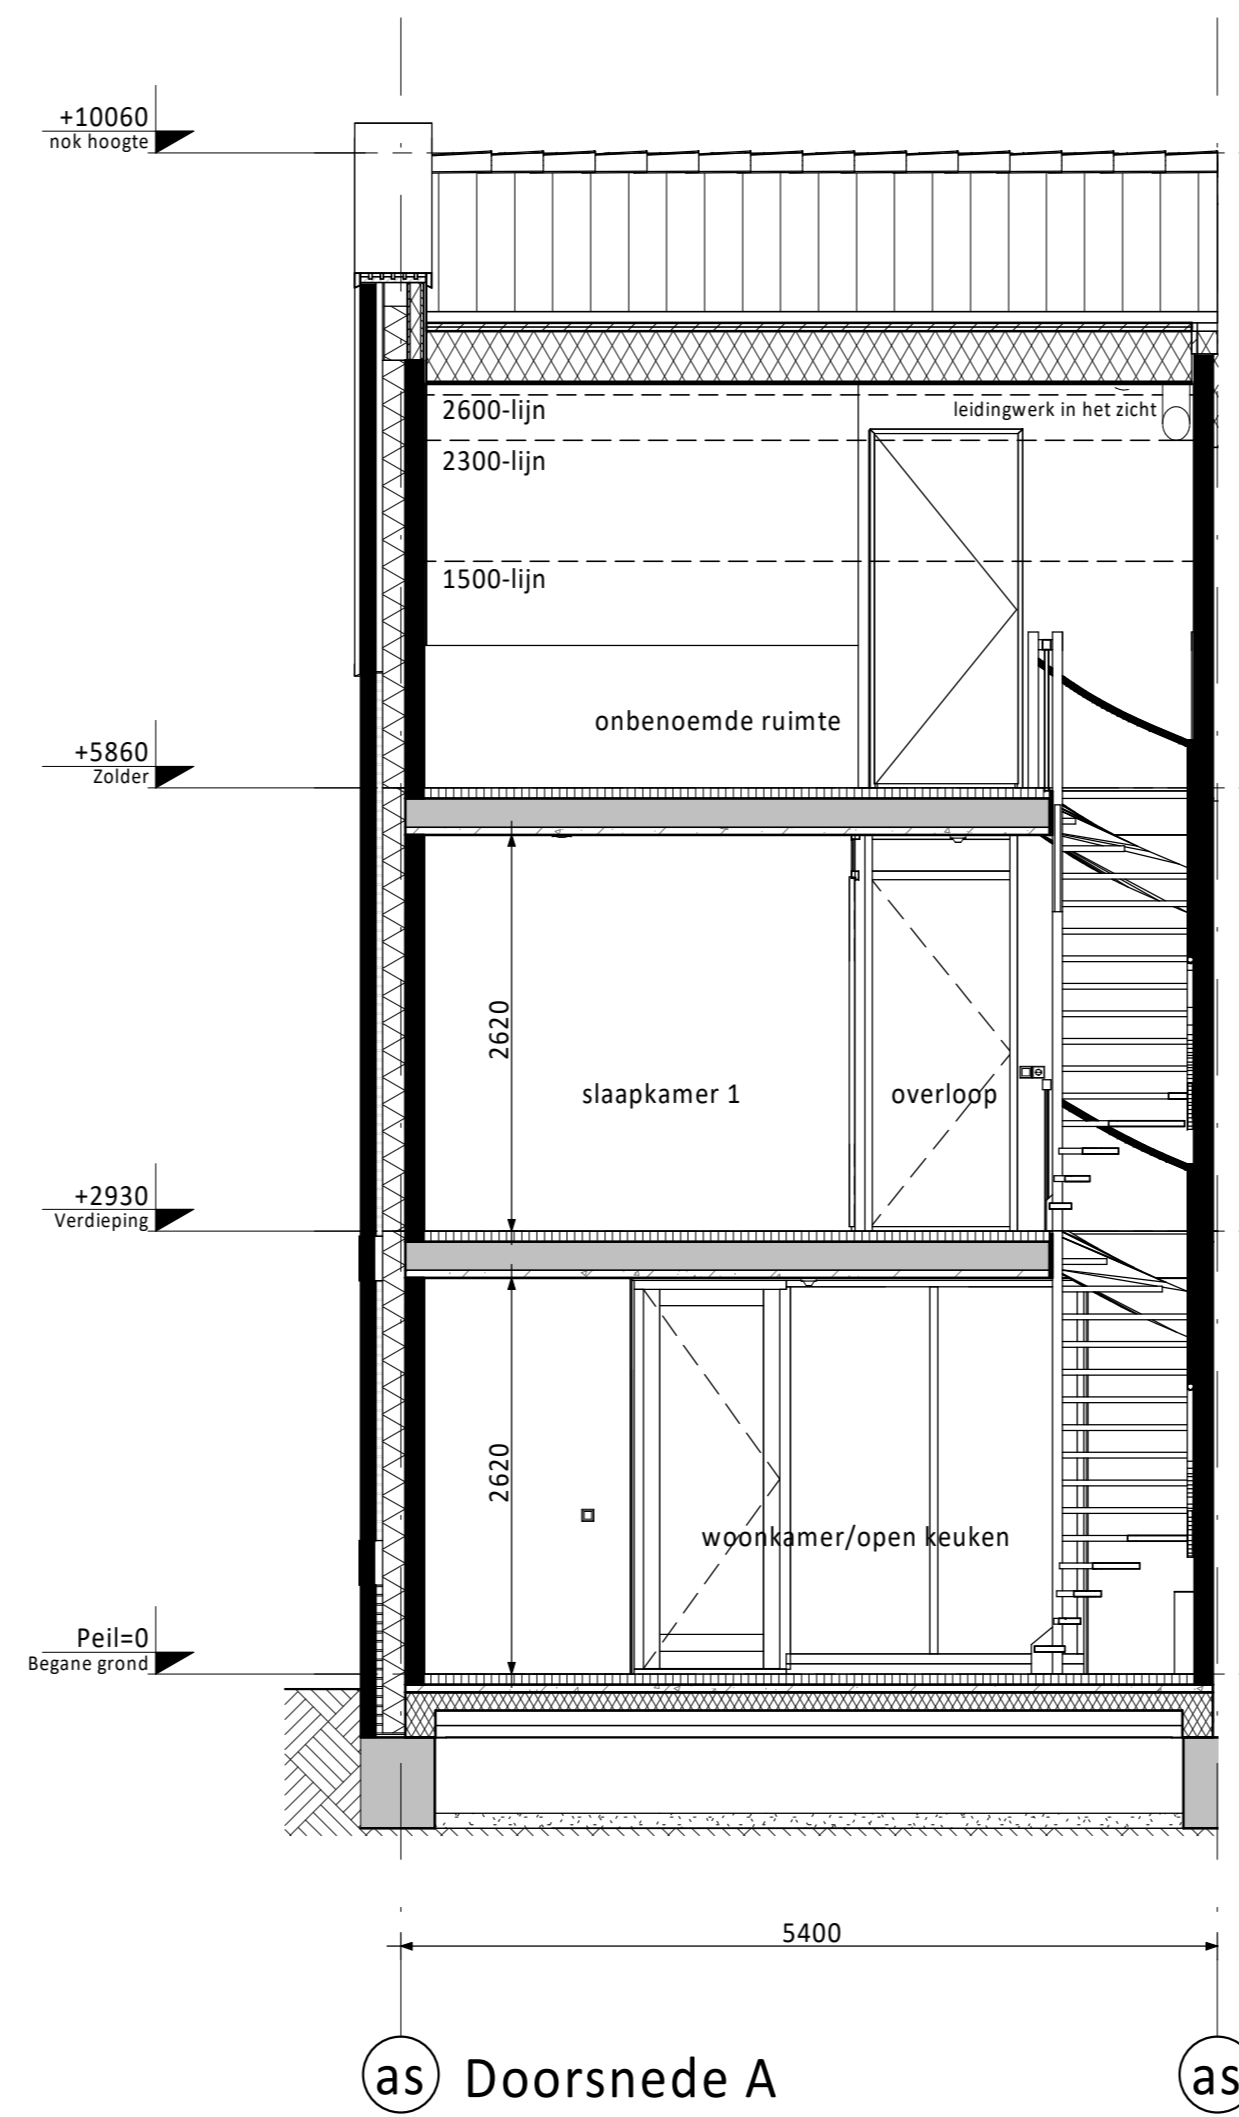 +10060
nok hoogte
2600-lijn
leidingwerk in het zicht
2300-lijn
1500-lijn
onbenoemde ruimte
+5860
Zolder
2620
slaapkamer 1
overloop
+2930
Verdieping
2620
woonkamer/open keuken
Peil=0
Begane grond
5400
as
Doorsnede A
as